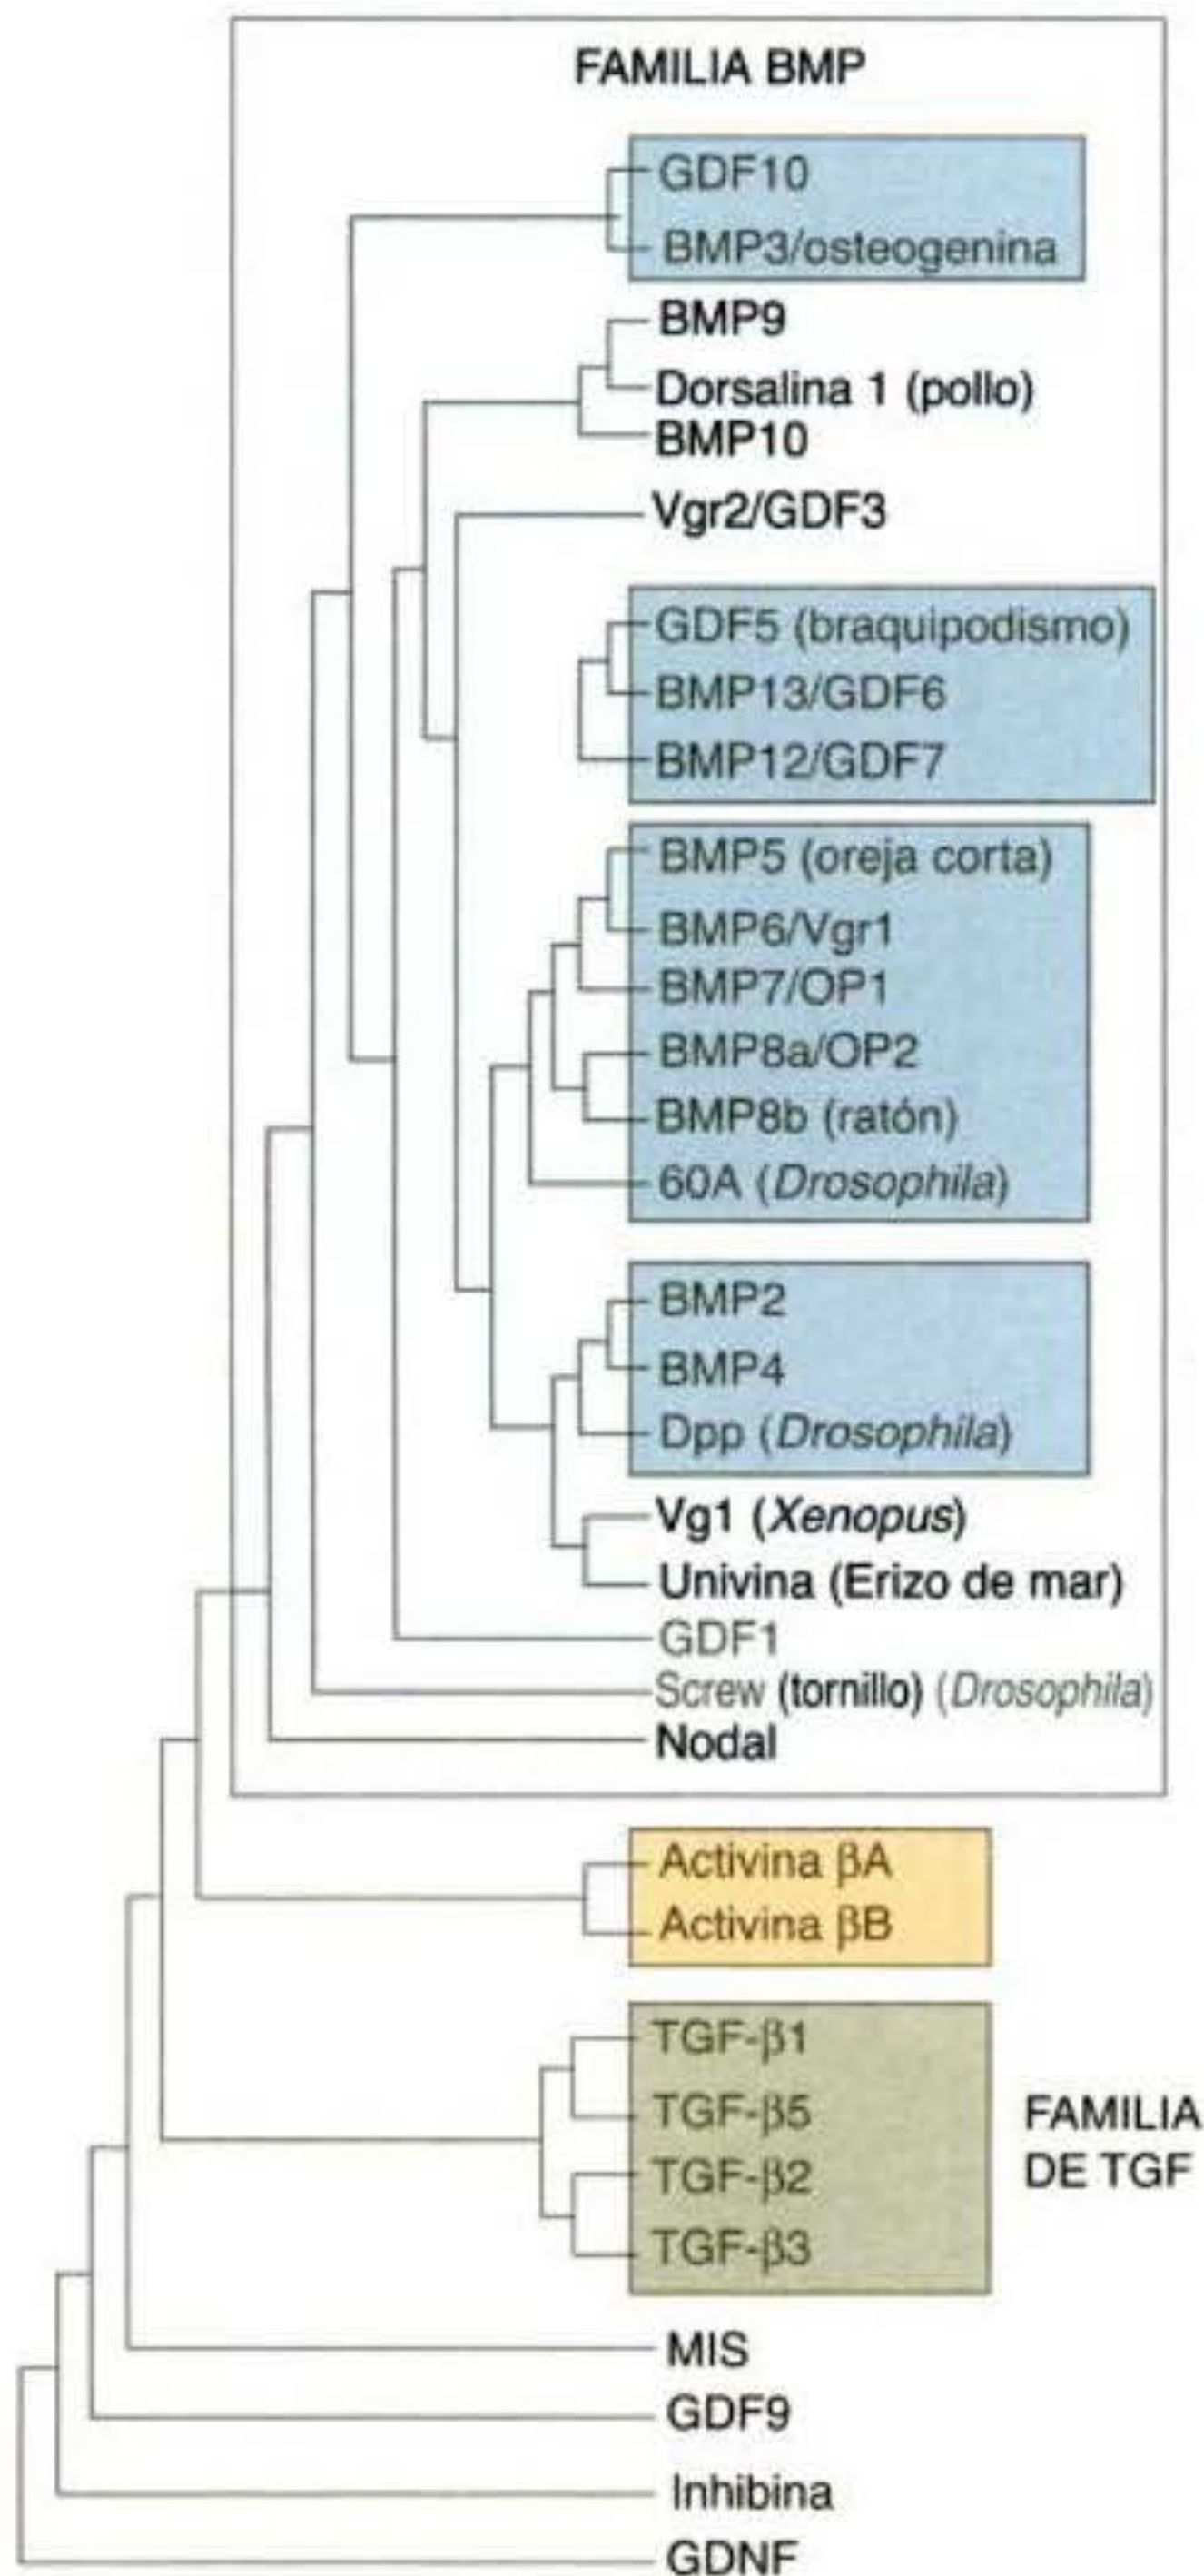 FAMILIA BMP
GDF10
BMP3/osteogenina
BMP9
Dorsalina 1 (pollo)
BMP10
Vgr2/GDF3
GDF5 (braquipodismo)
BMP13/GDF6
BMP12/GDF7
BMP5 (oreja corta)
BMP6/Vgr1
BMP7/OP1
BMP8a/OP2
BMP8b (ratón)
60A (Drosophila)
BMP2
BMP4
Dpp (Drosophila)
Vg1 (Xenopus)
Univina (Erizo de mar)
GDF1
Screw (tornillo) (Drosophila)
Nodal
Activina βA
Activina βB
TGF-β1
TGF-β5
TGF-β2
TGF-β3
FAMILIA
DE TGF
MIS
GDF9
Inhibina
GDNF